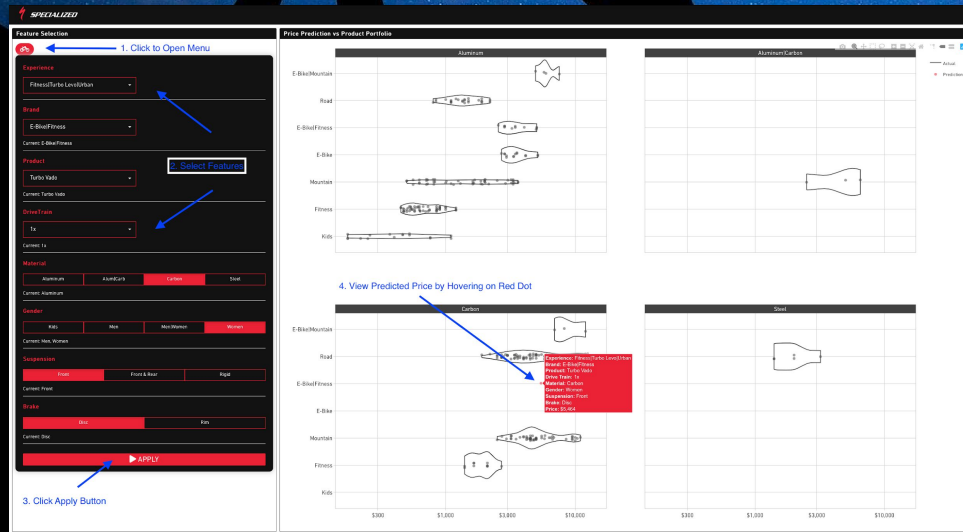 SPECIALIZED
Feature Selection
1. Click to Open Menu
Experience
Fitness|Turbo Level|Urban
Brand
E-Bike|Fitness
Current: E-Bike|Fitness
2. Select Features
Product
Turbo Vado
Current: Turbo Vado
DriveTrain
1x
Current: 1x
Material
Aluminum Alum|Carb Carbon Steel
Current: Aluminum
Gender
Kids Men Men,Women Women
Current: Men, Women
Suspension
Front Front & Rear Rigid
Current: Front
Brake
Disc Rim
Current: Disc
APPLY
3. Click Apply Button
Price Prediction vs Product Portfolio
Aluminum
E-Bike|Mountain
Road
E-Bike|Fitness
E-Bike
Mountain
Fitness
Kids
Aluminum|Carbon
Actual
Prediction
4. View Predicted Price by Hovering on Red Dot
Carbon
E-Bike|Mountain
Road
E-Bike|Fitness
E-Bike
Mountain
Fitness
Kids
Experience: Fitness|Turbo Level|Urban
Brand: E-Bike|Fitness
Product: Turbo Vado
Drive Train: 1x
Material: Carbon
Gender: Women
Suspension: Front
Brake: Disc
Price: $5,464
$300 $1,000 $3,000 $10,000
Steel
$300 $1,000 $3,000 $10,000